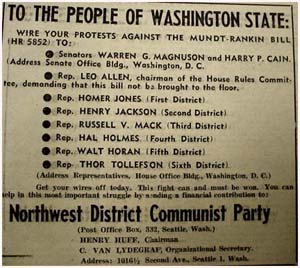 TO THE PEOPLE OF WASHINGTON STATE:
WIRE YOUR PROTESTS AGAINST THE MUNDT-RANKIN BILL
(HR 5852) TO:
● Senators WARREN G. MAGNUSON and HARRY P. CAIN.
(Address Senate Office Bldg., Washington, D. C.)
● Rep. LEO ALLEN, chairman of the House Rules Commit-
tee, demanding that this bill not be brought to the floor.
● Rep. HOMER JONES (First District)
● Rep. HENRY JACKSON (Second District)
● Rep. RUSSELL V. MACK (Third District)
● Rep. HAL HOLMES (Fourth District)
● Rep. WALT HORAN (Fifth District)
● Rep. THOR TOLLEFSON (Sixth District)
(Address Representatives, House Office Bldg., Washington, D. C.)
Get your wires off today. This fight can and must be won. You can
help in this most important struggle by sending a financial contribution to:
Northwest District Communist Party
(Post Office Box, 332, Seattle, Wash.)
HENRY HUFF, Chairman
C. VAN LYDEGRAF, Organizational Secretary.
Address: 1016½ Second Ave., Seattle 1, Wash.